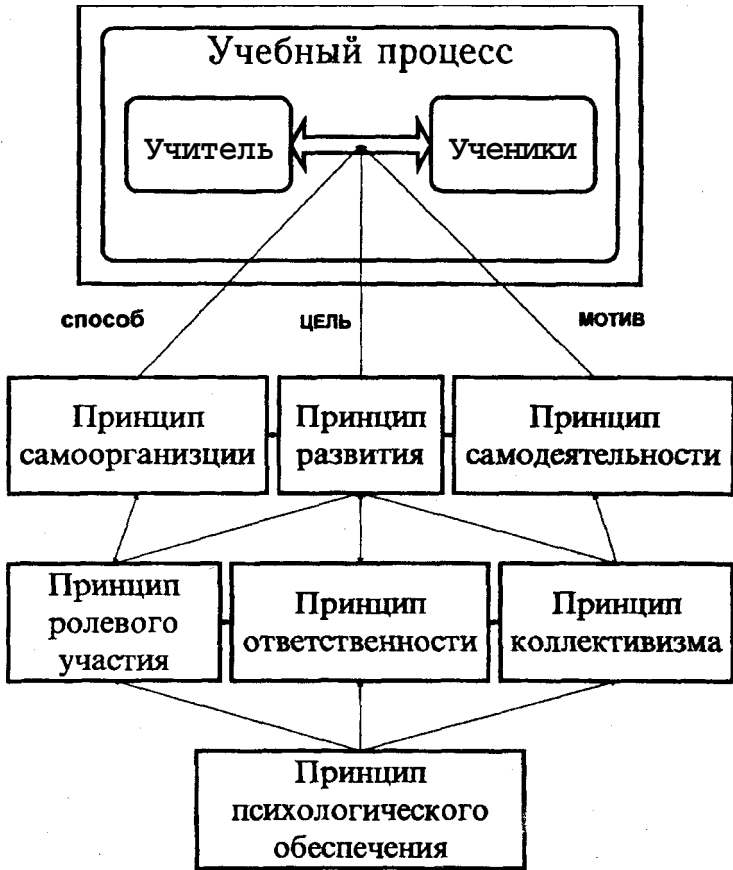 Учебный процесс
Учитель
Ученики
способ
ЦЕЛЬ
мотив
Принцип
самоорганизции
Принцип
развития
Принцип
самодеятельности
Принцип
ролевого
участия
Принцип
ответственности
Принцип
коллективизма
Принцип
психологического
обеспечения